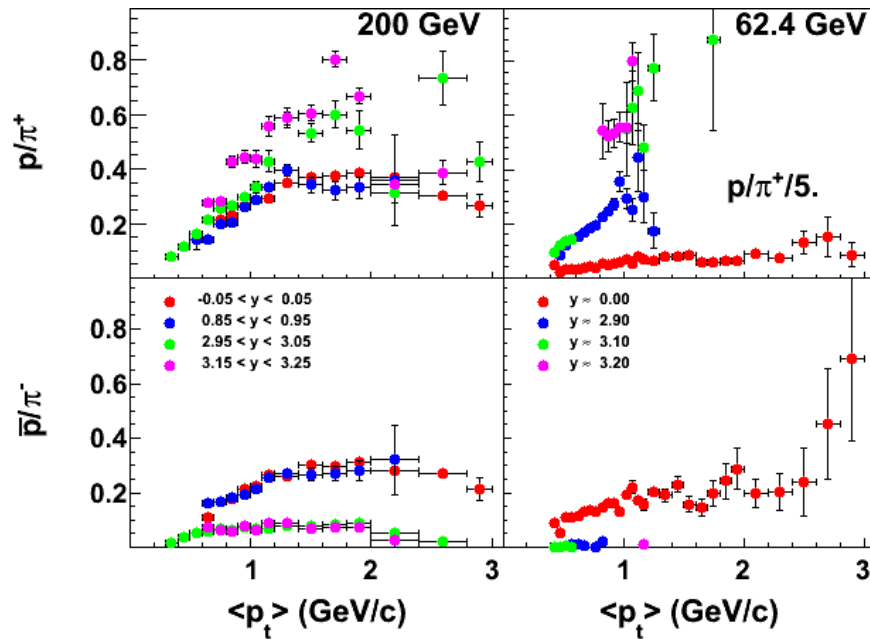 200 GeV
62.4 GeV
p/π⁺
0.8
0.6
0.4
0.2
p/π⁺/5.
p̅/π⁻
0.8
0.6
0.4
0.2
-0.05 < y < 0.05
0.85 < y < 0.95
2.95 < y < 3.05
3.15 < y < 3.25
y ≈ 0.00
y ≈ 2.90
y ≈ 3.10
y ≈ 3.20
1 2 3 1 2 3
<p_t> (GeV/c) <p_t> (GeV/c)